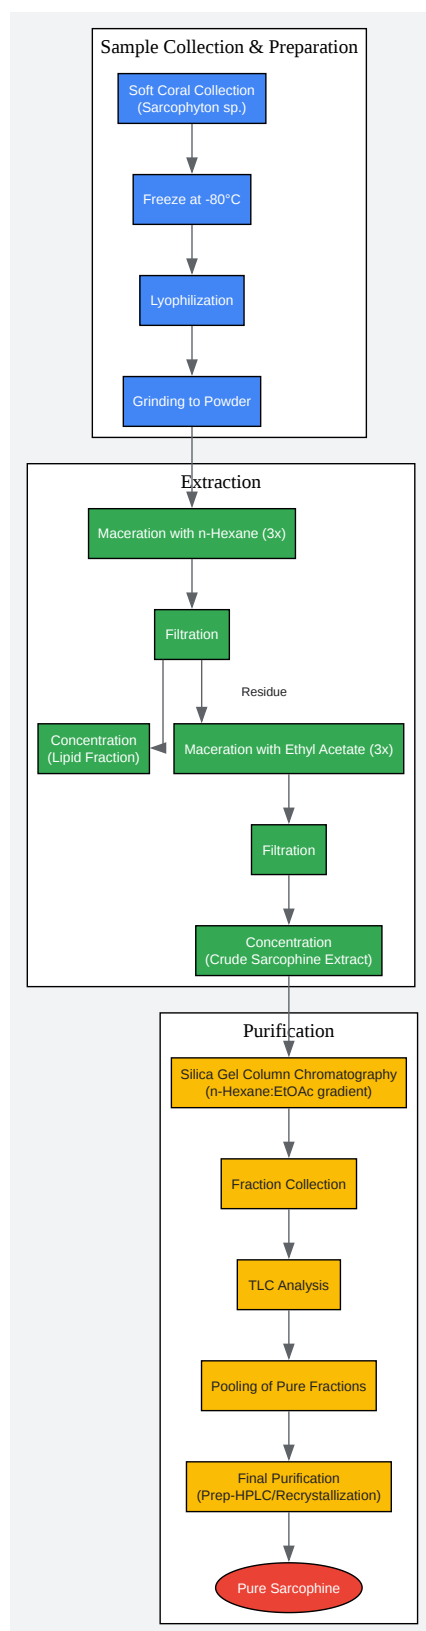 Sample Collection & Preparation
Soft Coral Collection
(Sarcophyton sp.)
Freeze at -80°C
Lyophilization
Grinding to Powder
Extraction
Maceration with n-Hexane (3x)
Filtration
Residue
Concentration
(Lipid Fraction)
Maceration with Ethyl Acetate (3x)
Filtration
Concentration
(Crude Sarcophine Extract)
Purification
Silica Gel Column Chromatography
(n-Hexane:EtOAc gradient)
Fraction Collection
TLC Analysis
Pooling of Pure Fractions
Final Purification
(Prep-HPLC/Recrystallization)
Pure Sarcophine